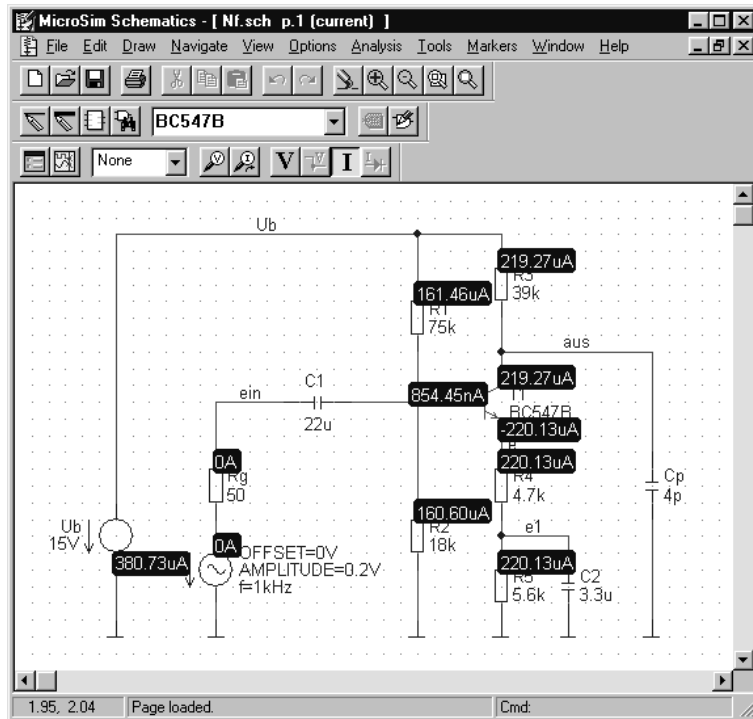 MicroSim Schematics - [ Nf.sch p.1 (current) ]
File Edit Draw Navigate View Options Analysis Tools Markers Window Help
BC547B
None
V V I
Ub
219.27uA
R3
39k
161.46uA
R1
75k
aus
219.27uA
T1
BC547B
C1
ein
22u
854.45nA
-220.13uA
0A
Rg
50
220.13uA
R4
4.7k
Cp
4p
160.60uA
R2
18k
e1
Ub
15V
380.73uA
0A
OFFSET=0V
AMPLITUDE=0.2V
f=1kHz
220.13uA
R5
5.6k
C2
3.3u
1.95, 2.04 Page loaded. Cmd: